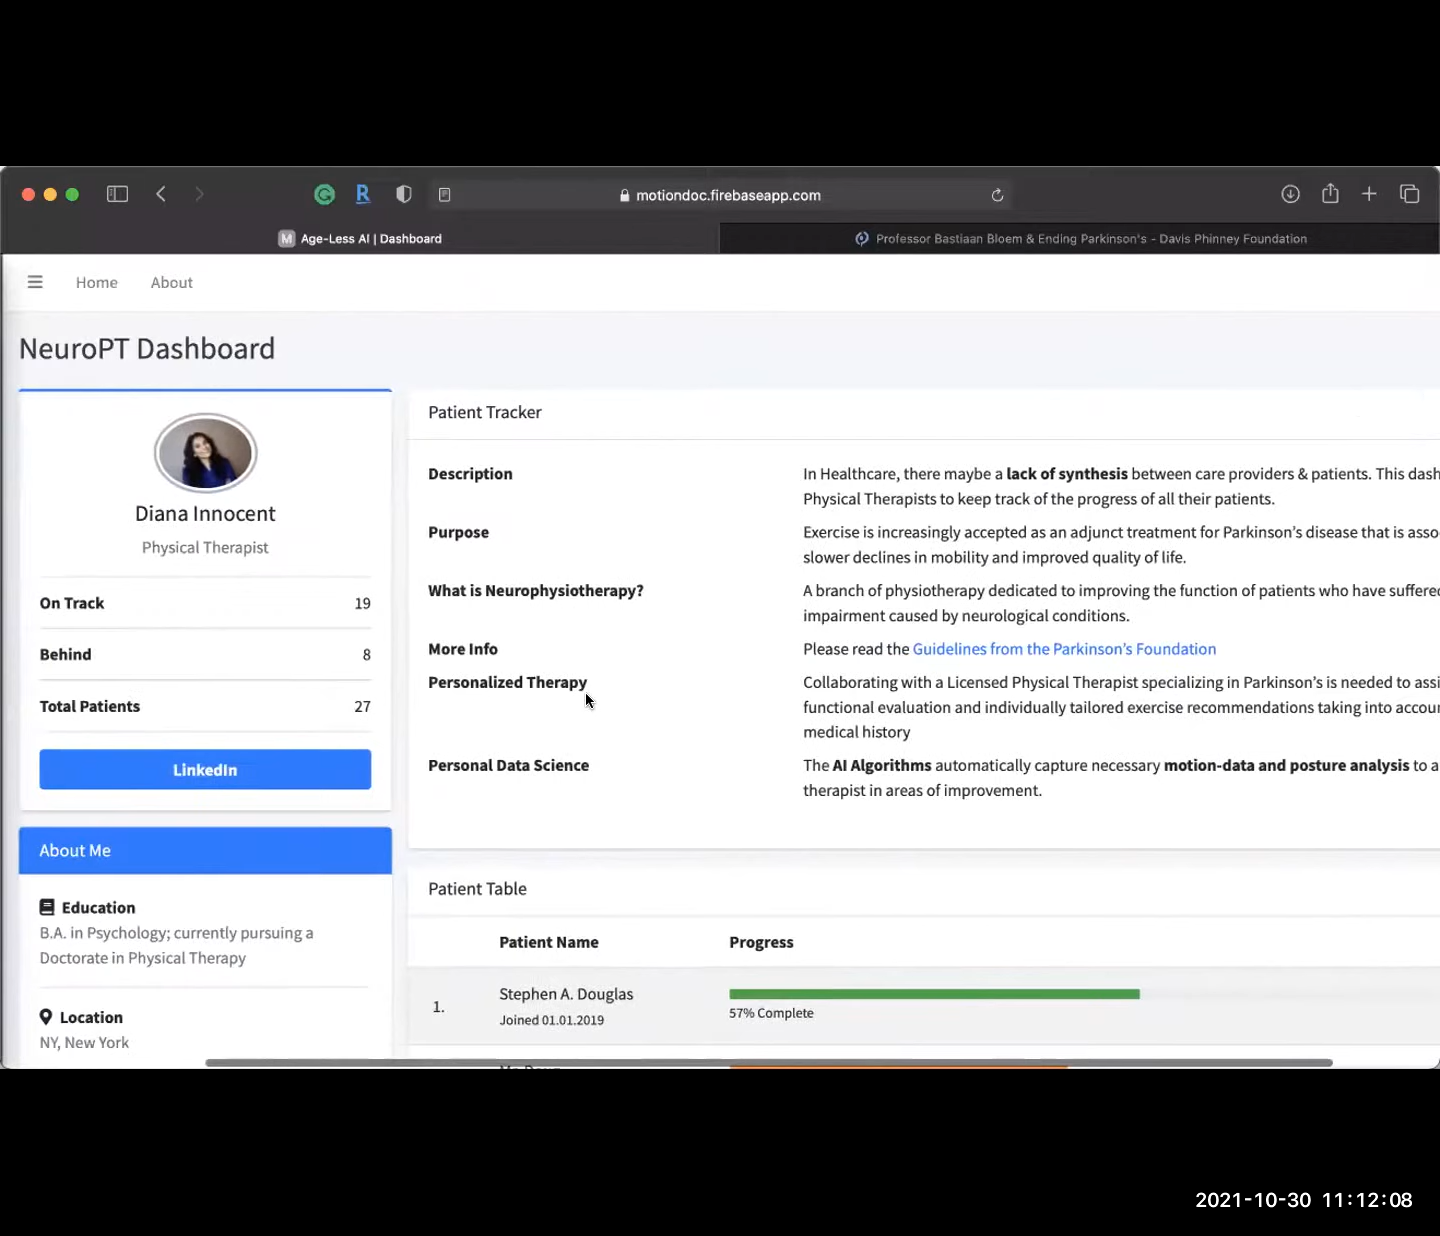 motiondoc.firebaseapp.com
M Age-Less AI | Dashboard
Professor Bastiaan Bloem & Ending Parkinson's - Davis Phinney Foundation
Home About
NeuroPT Dashboard
Diana Innocent
Physical Therapist
On Track 19
Behind 8
Total Patients 27
LinkedIn
About Me
Education
B.A. in Psychology; currently pursuing a
Doctorate in Physical Therapy
Location
NY, New York
Patient Tracker
Description
In Healthcare, there maybe a lack of synthesis between care providers & patients. This dash
Physical Therapists to keep track of the progress of all their patients.
Purpose
Exercise is increasingly accepted as an adjunct treatment for Parkinson's disease that is asso
slower declines in mobility and improved quality of life.
What is Neurophysiotherapy?
A branch of physiotherapy dedicated to improving the function of patients who have suffered
impairment caused by neurological conditions.
More Info
Please read the Guidelines from the Parkinson's Foundation
Personalized Therapy
Collaborating with a Licensed Physical Therapist specializing in Parkinson's is needed to assi
functional evaluation and individually tailored exercise recommendations taking into accou
medical history
Personal Data Science
The AI Algorithms automatically capture necessary motion-data and posture analysis to a
therapist in areas of improvement.
Patient Table
Patient Name Progress
1. Stephen A. Douglas
Joined 01.01.2019
57% Complete
2021-10-30 11:12:08